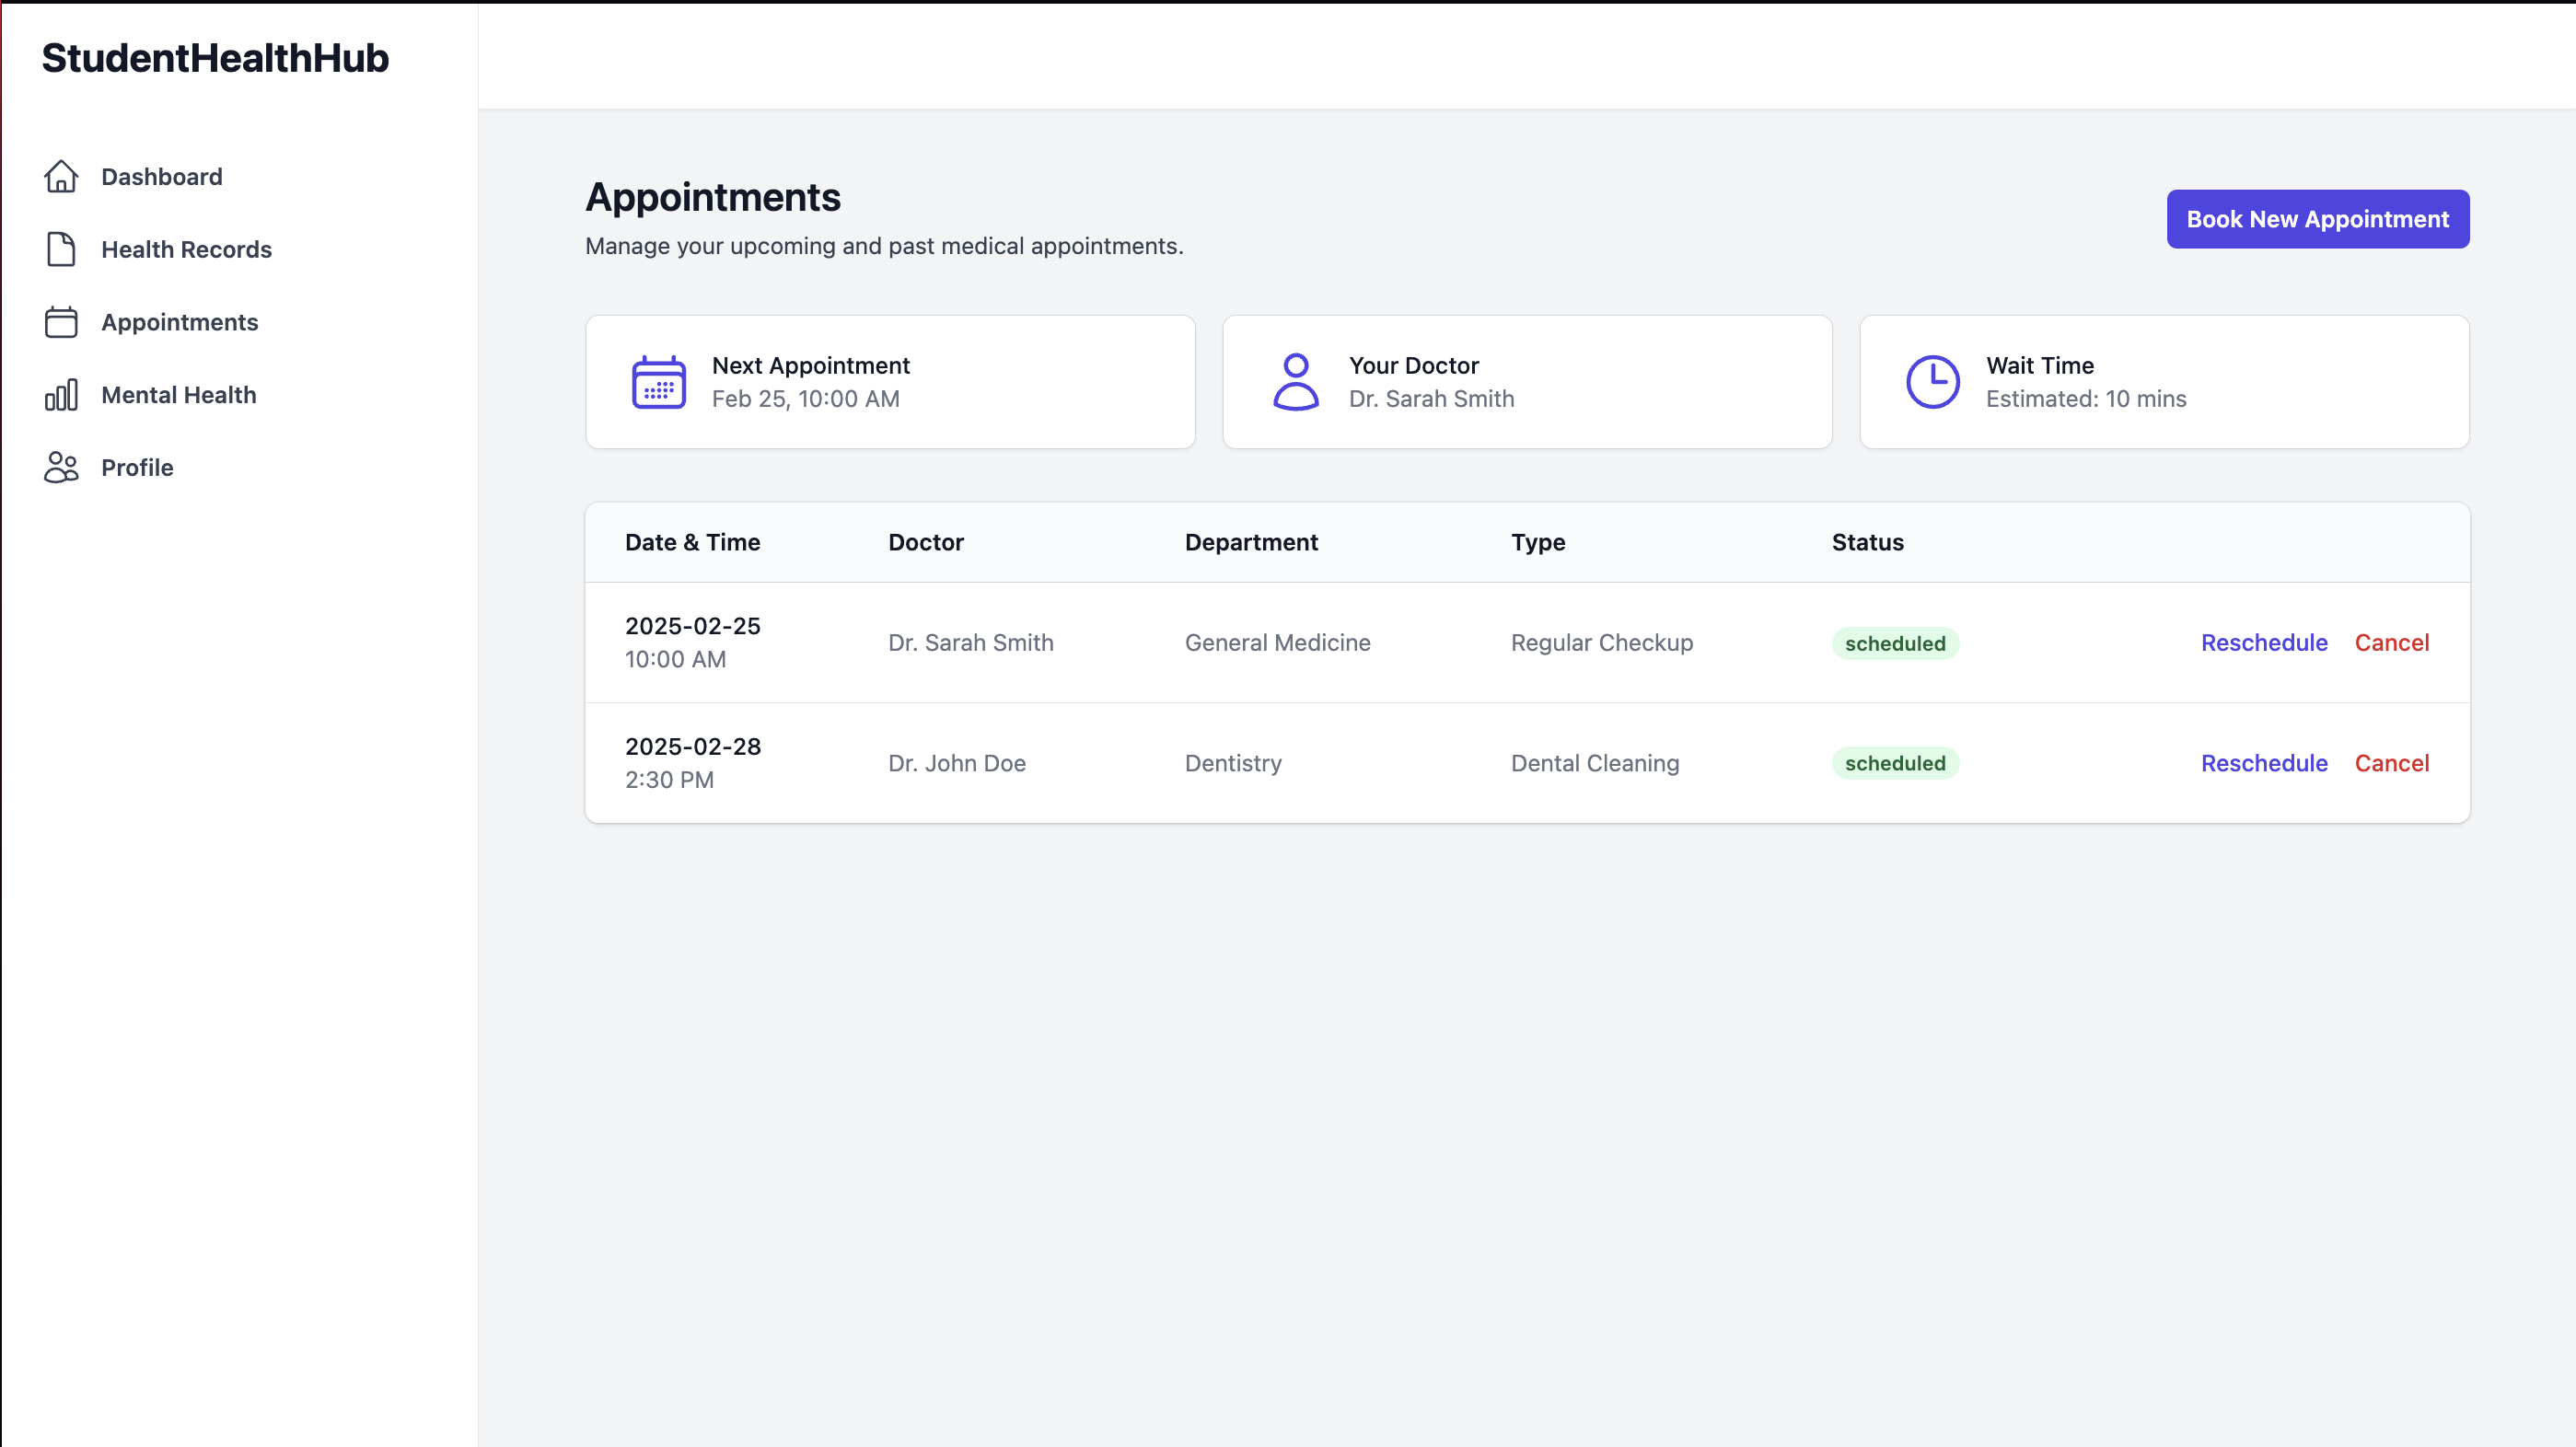 StudentHealthHub
Dashboard
Health Records
Appointments
Mental Health
Profile
Appointments
Manage your upcoming and past medical appointments.
Book New Appointment
Next Appointment
Feb 25, 10:00 AM
Your Doctor
Dr. Sarah Smith
Wait Time
Estimated: 10 mins
Date & Time Doctor Department Type Status
2025-02-25
10:00 AM
Dr. Sarah Smith General Medicine Regular Checkup scheduled Reschedule Cancel
2025-02-28
2:30 PM
Dr. John Doe Dentistry Dental Cleaning scheduled Reschedule Cancel